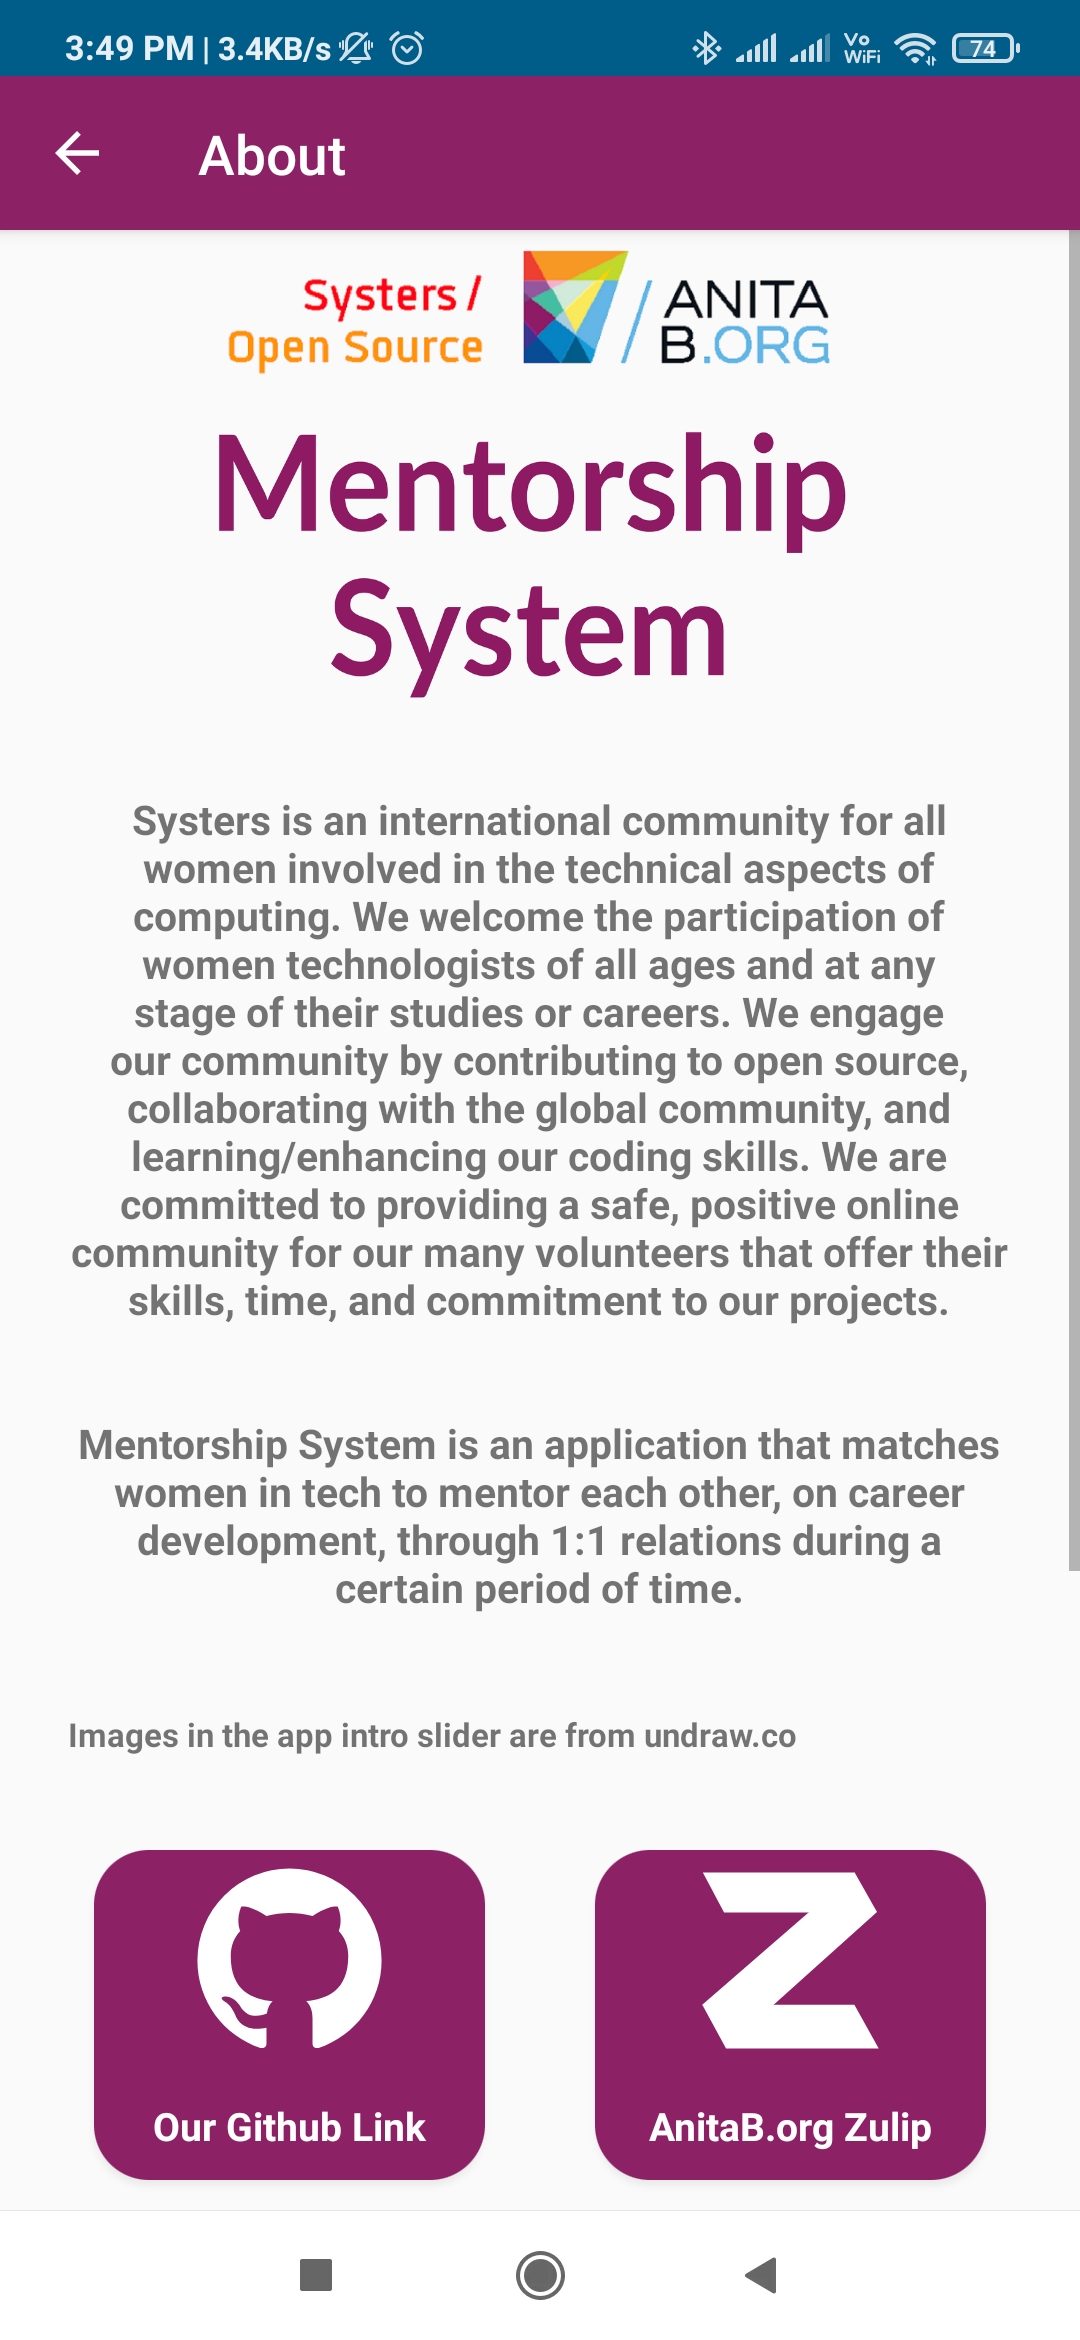 3:49 PM | 3.4KB/s Vo WiFi 74
About
Systers / Open Source / ANITA B.ORG
Mentorship
System
Systers is an international community for all
women involved in the technical aspects of
computing. We welcome the participation of
women technologists of all ages and at any
stage of their studies or careers. We engage
our community by contributing to open source,
collaborating with the global community, and
learning/enhancing our coding skills. We are
committed to providing a safe, positive online
community for our many volunteers that offer their
skills, time, and commitment to our projects.
Mentorship System is an application that matches
women in tech to mentor each other, on career
development, through 1:1 relations during a
certain period of time.
Images in the app intro slider are from undraw.co
Our Github Link
AnitaB.org Zulip